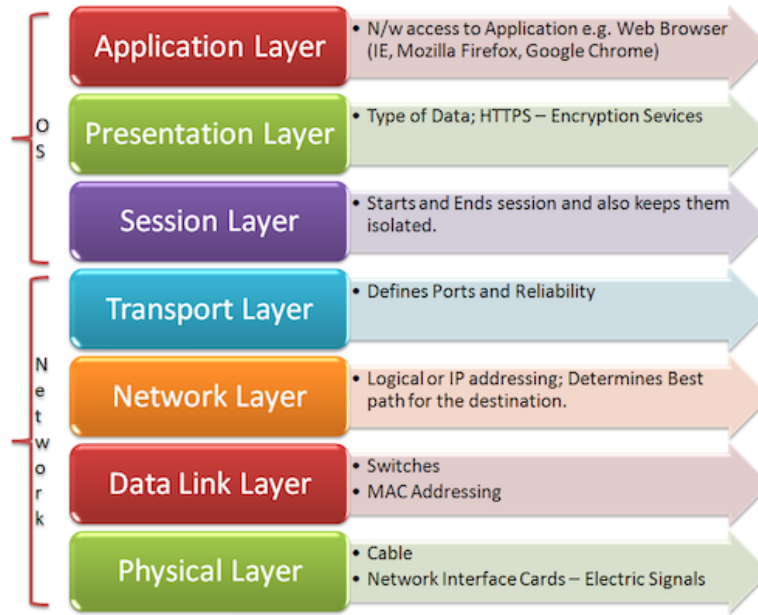 Application Layer
• N/w access to Application e.g. Web Browser
(IE, Mozilla Firefox, Google Chrome)
Presentation Layer
• Type of Data; HTTPS – Encryption Sevices
Session Layer
• Starts and Ends session and also keeps them
isolated.
OS
Transport Layer
• Defines Ports and Reliability
Network Layer
• Logical or IP addressing; Determines Best
path for the destination.
Data Link Layer
• Switches
• MAC Addressing
Physical Layer
• Cable
• Network Interface Cards – Electric Signals
Network